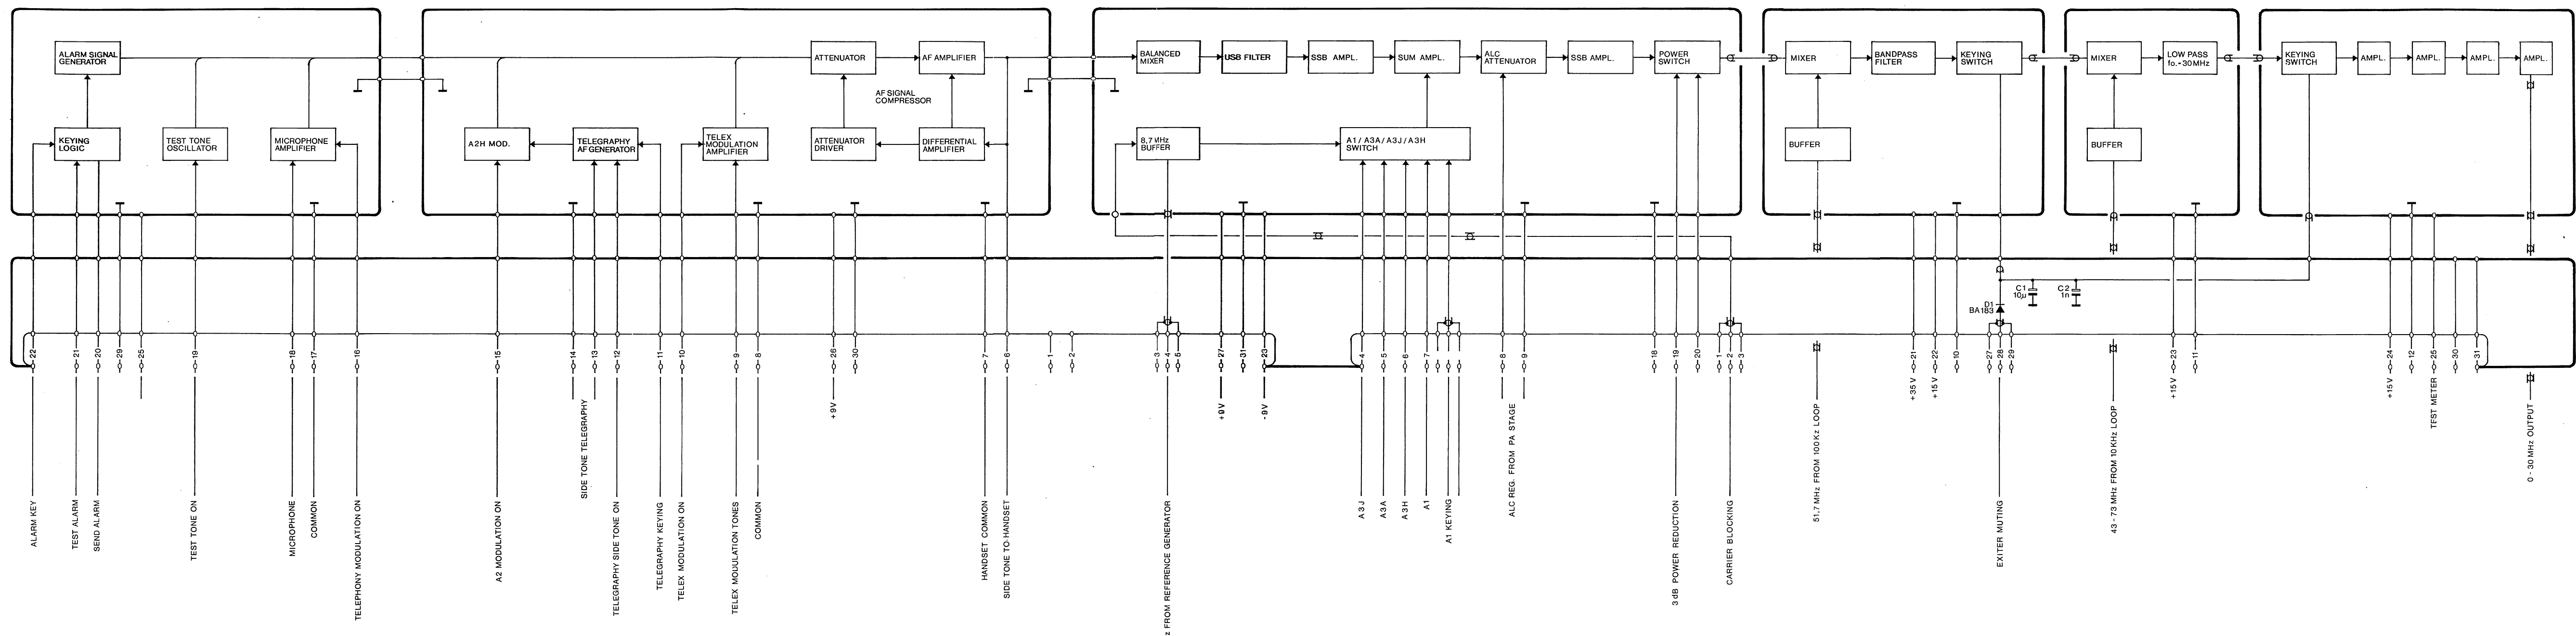 ALARM SIGNAL
GENERATOR
KEYING
LOGIC
TEST TONE
OSCILLATOR
MICROPHONE
AMPLIFIER
A2H MOD.
TELEGRAPHY
AF GENERATOR
TELEX
MODULATION
AMPLIFIER
ATTENUATOR
AF AMPLIFIER
AF SIGNAL
COMPRESSOR
ATTENUATOR
DRIVER
DIFFERENTIAL
AMPLIFIER
BALANCED
MIXER
USB FILTER
SSB AMPL.
SUM AMPL.
ALC
ATTENUATOR
SSB AMPL.
POWER
SWITCH
8,7 MHz
BUFFER
A1/A3A/A3J/A3H
SWITCH
MIXER
BANDPASS
FILTER
KEYING
SWITCH
BUFFER
MIXER
LOW PASS
fo.-30MHz
BUFFER
KEYING
SWITCH
AMPL.
AMPL.
AMPL.
AMPL.
C1
10µ
C2
1n
D1
BA183
22
21
20
29
25
19
18
17
16
15
14
13
12
11
10
9
8
26
30
7
6
1
2
3
4
5
27
31
23
4
5
6
7
8
9
18
19
20
1
2
3
21
22
10
27
28
29
23
11
24
12
25
30
31
ALARM KEY
TEST ALARM
SEND ALARM
TEST TONE ON
MICROPHONE
COMMON
TELEPHONY MODULATION ON
A2 MODULATION ON
SIDE TONE TELEGRAPHY
TELEGRAPHY SIDE TONE ON
TELEGRAPHY KEYING
TELEX MODULATION ON
TELEX MODULATION TONES
COMMON
+9V
HANDSET COMMON
SIDE TONE TO HANDSET
z FROM REFERENCE GENERATOR
+9V
-9V
A3J
A3A
A3H
A1
A1 KEYING
ALC REG. FROM PA STAGE
3dB POWER REDUCTION
CARRIER BLOCKING
51,7 MHz FROM 100Kz LOOP
+35V
+15V
EXITER MUTING
43-73 MHz FROM 10KHz LOOP
+15V
+15V
TEST METER
0-30 MHz OUTPUT